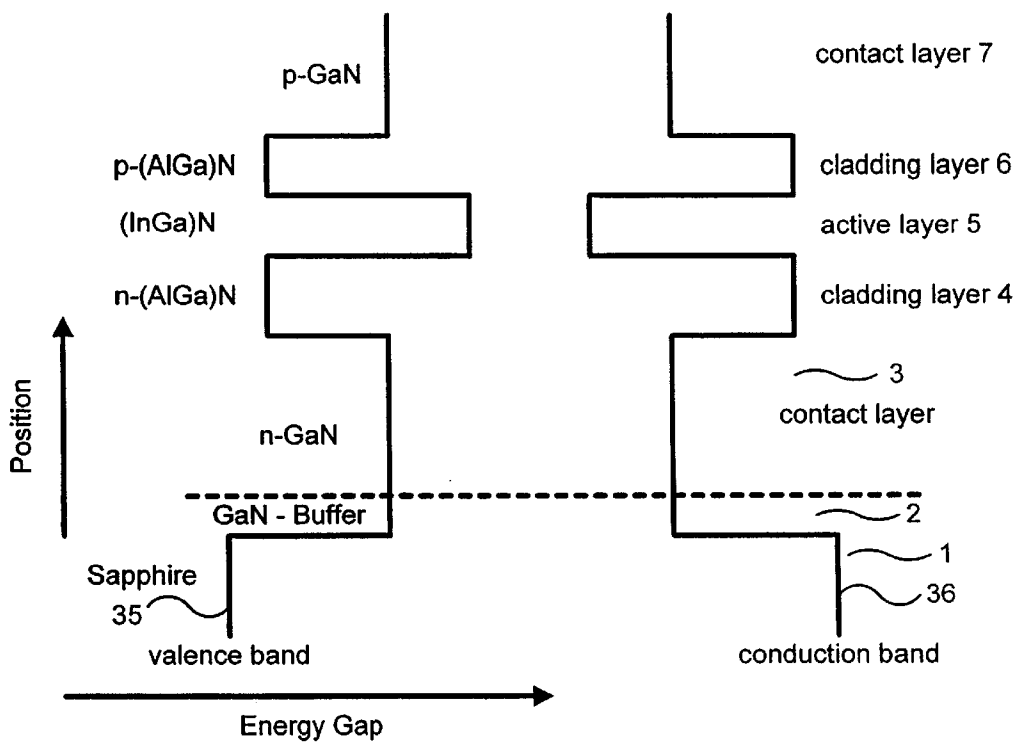 p-GaN
contact layer 7
p-(AlGa)N
cladding layer 6
(InGa)N
active layer 5
n-(AlGa)N
cladding layer 4
3
contact layer
Position
n-GaN
GaN - Buffer
2
1
Sapphire
35
36
valence band
conduction band
Energy Gap